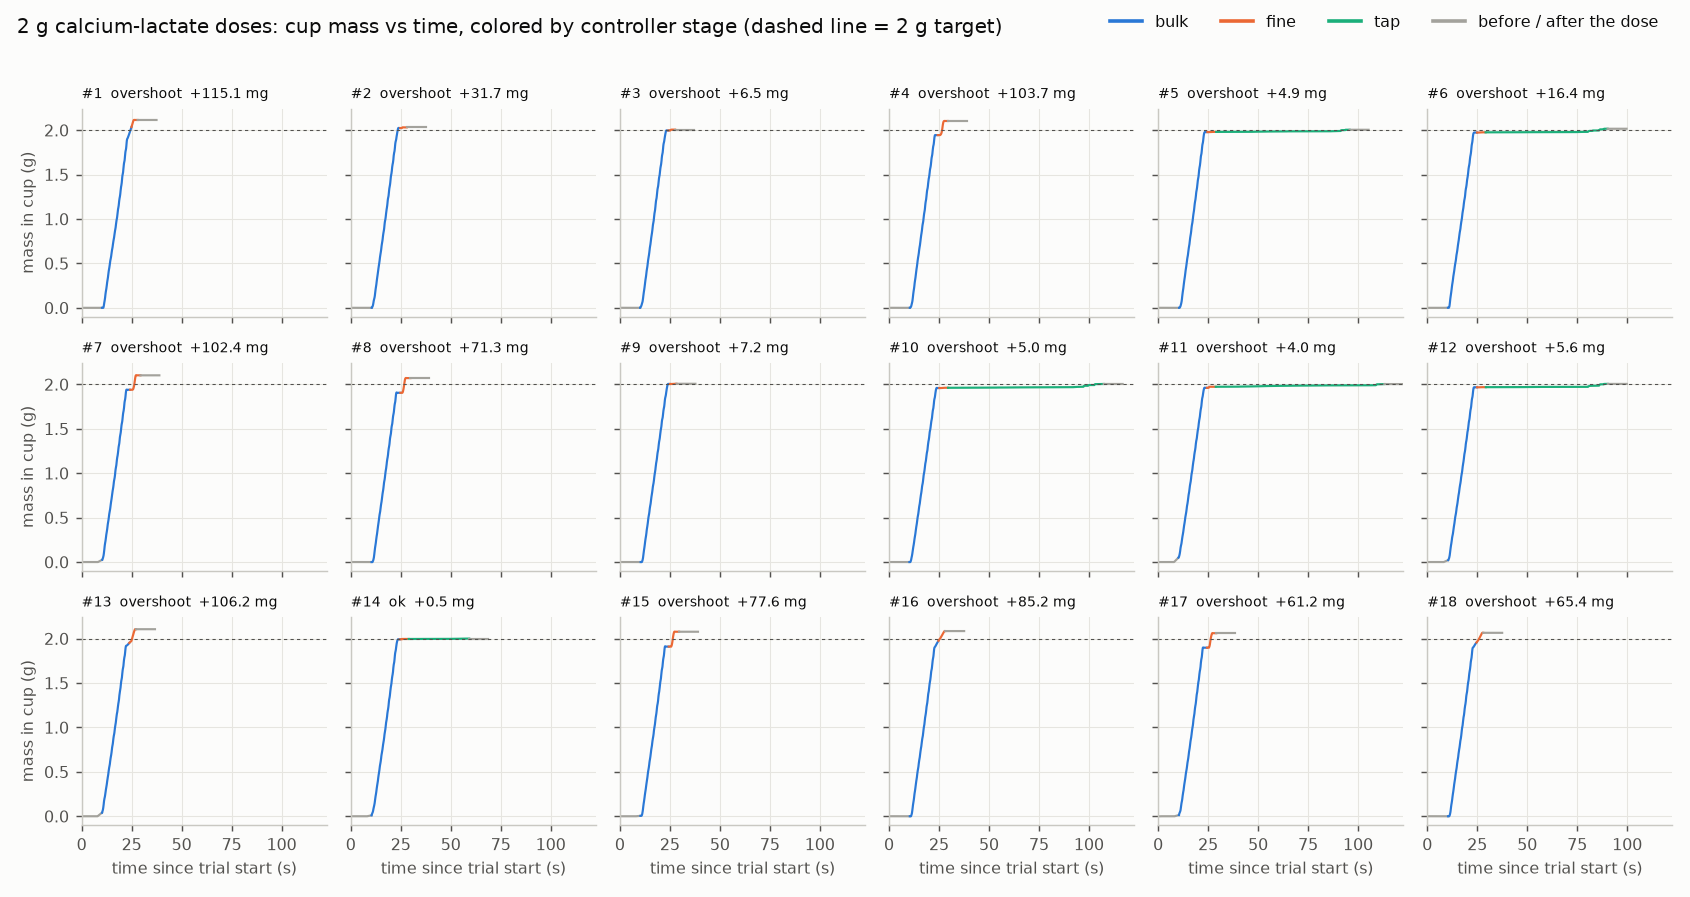 2 g calcium-lactate doses: cup mass vs time, colored by controller stage (dashed line = 2 g target)
bulk fine tap before / after the dose
#1 overshoot +115.1 mg
#2 overshoot +31.7 mg
#3 overshoot +6.5 mg
#4 overshoot +103.7 mg
#5 overshoot +4.9 mg
#6 overshoot +16.4 mg
mass in cup (g)
2.0
1.5
1.0
0.5
0.0
#7 overshoot +102.4 mg
#8 overshoot +71.3 mg
#9 overshoot +7.2 mg
#10 overshoot +5.0 mg
#11 overshoot +4.0 mg
#12 overshoot +5.6 mg
mass in cup (g)
2.0
1.5
1.0
0.5
0.0
#13 overshoot +106.2 mg
#14 ok +0.5 mg
#15 overshoot +77.6 mg
#16 overshoot +85.2 mg
#17 overshoot +61.2 mg
#18 overshoot +65.4 mg
mass in cup (g)
2.0
1.5
1.0
0.5
0.0
0 25 50 75 100
0 25 50 75 100
0 25 50 75 100
0 25 50 75 100
0 25 50 75 100
0 25 50 75 100
time since trial start (s)
time since trial start (s)
time since trial start (s)
time since trial start (s)
time since trial start (s)
time since trial start (s)